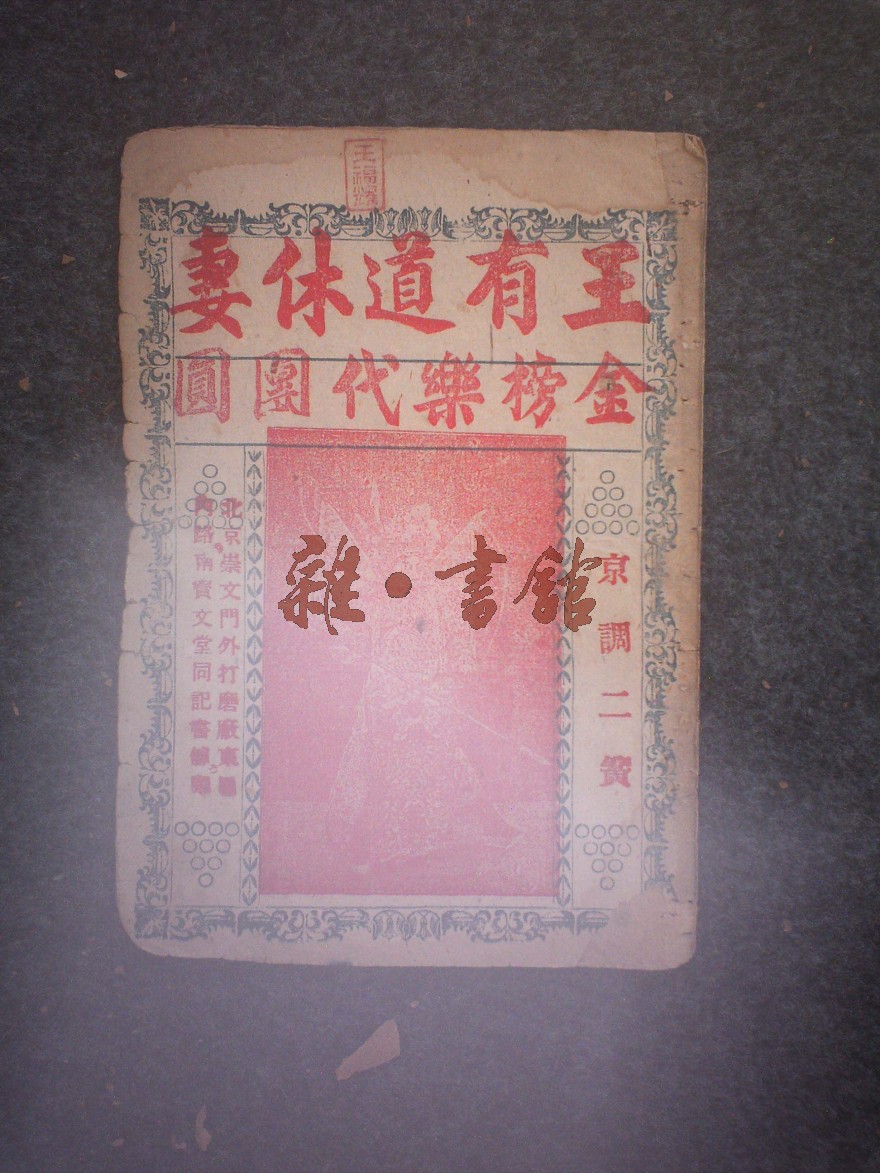 王有道休妻
金榜樂代團圓
京調二簧
北京崇文門外打磨廠東
路南寶文堂同記書
雜·書館